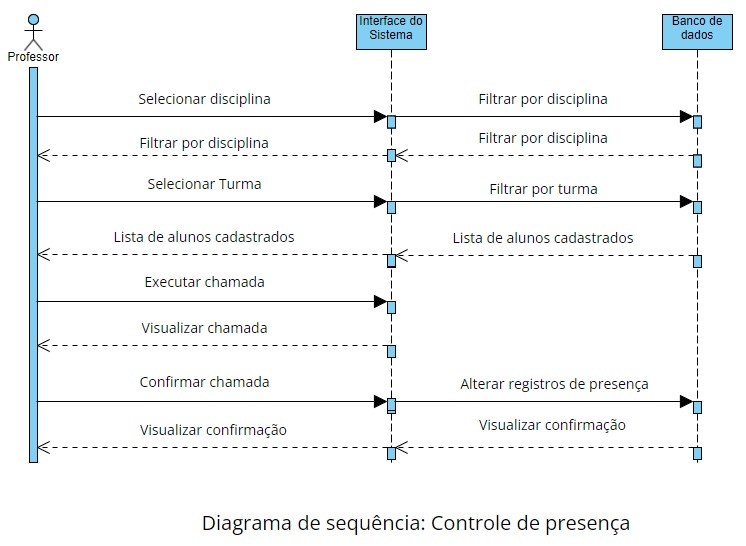 Professor
Interface do
Sistema
Banco de
dados
Selecionar disciplina
Filtrar por disciplina
Filtrar por disciplina
Filtrar por disciplina
Selecionar Turma
Filtrar por turma
Lista de alunos cadastrados
Lista de alunos cadastrados
Executar chamada
Visualizar chamada
Confirmar chamada
Alterar registros de presença
Visualizar confirmação
Visualizar confirmação
Diagrama de sequência: Controle de presença